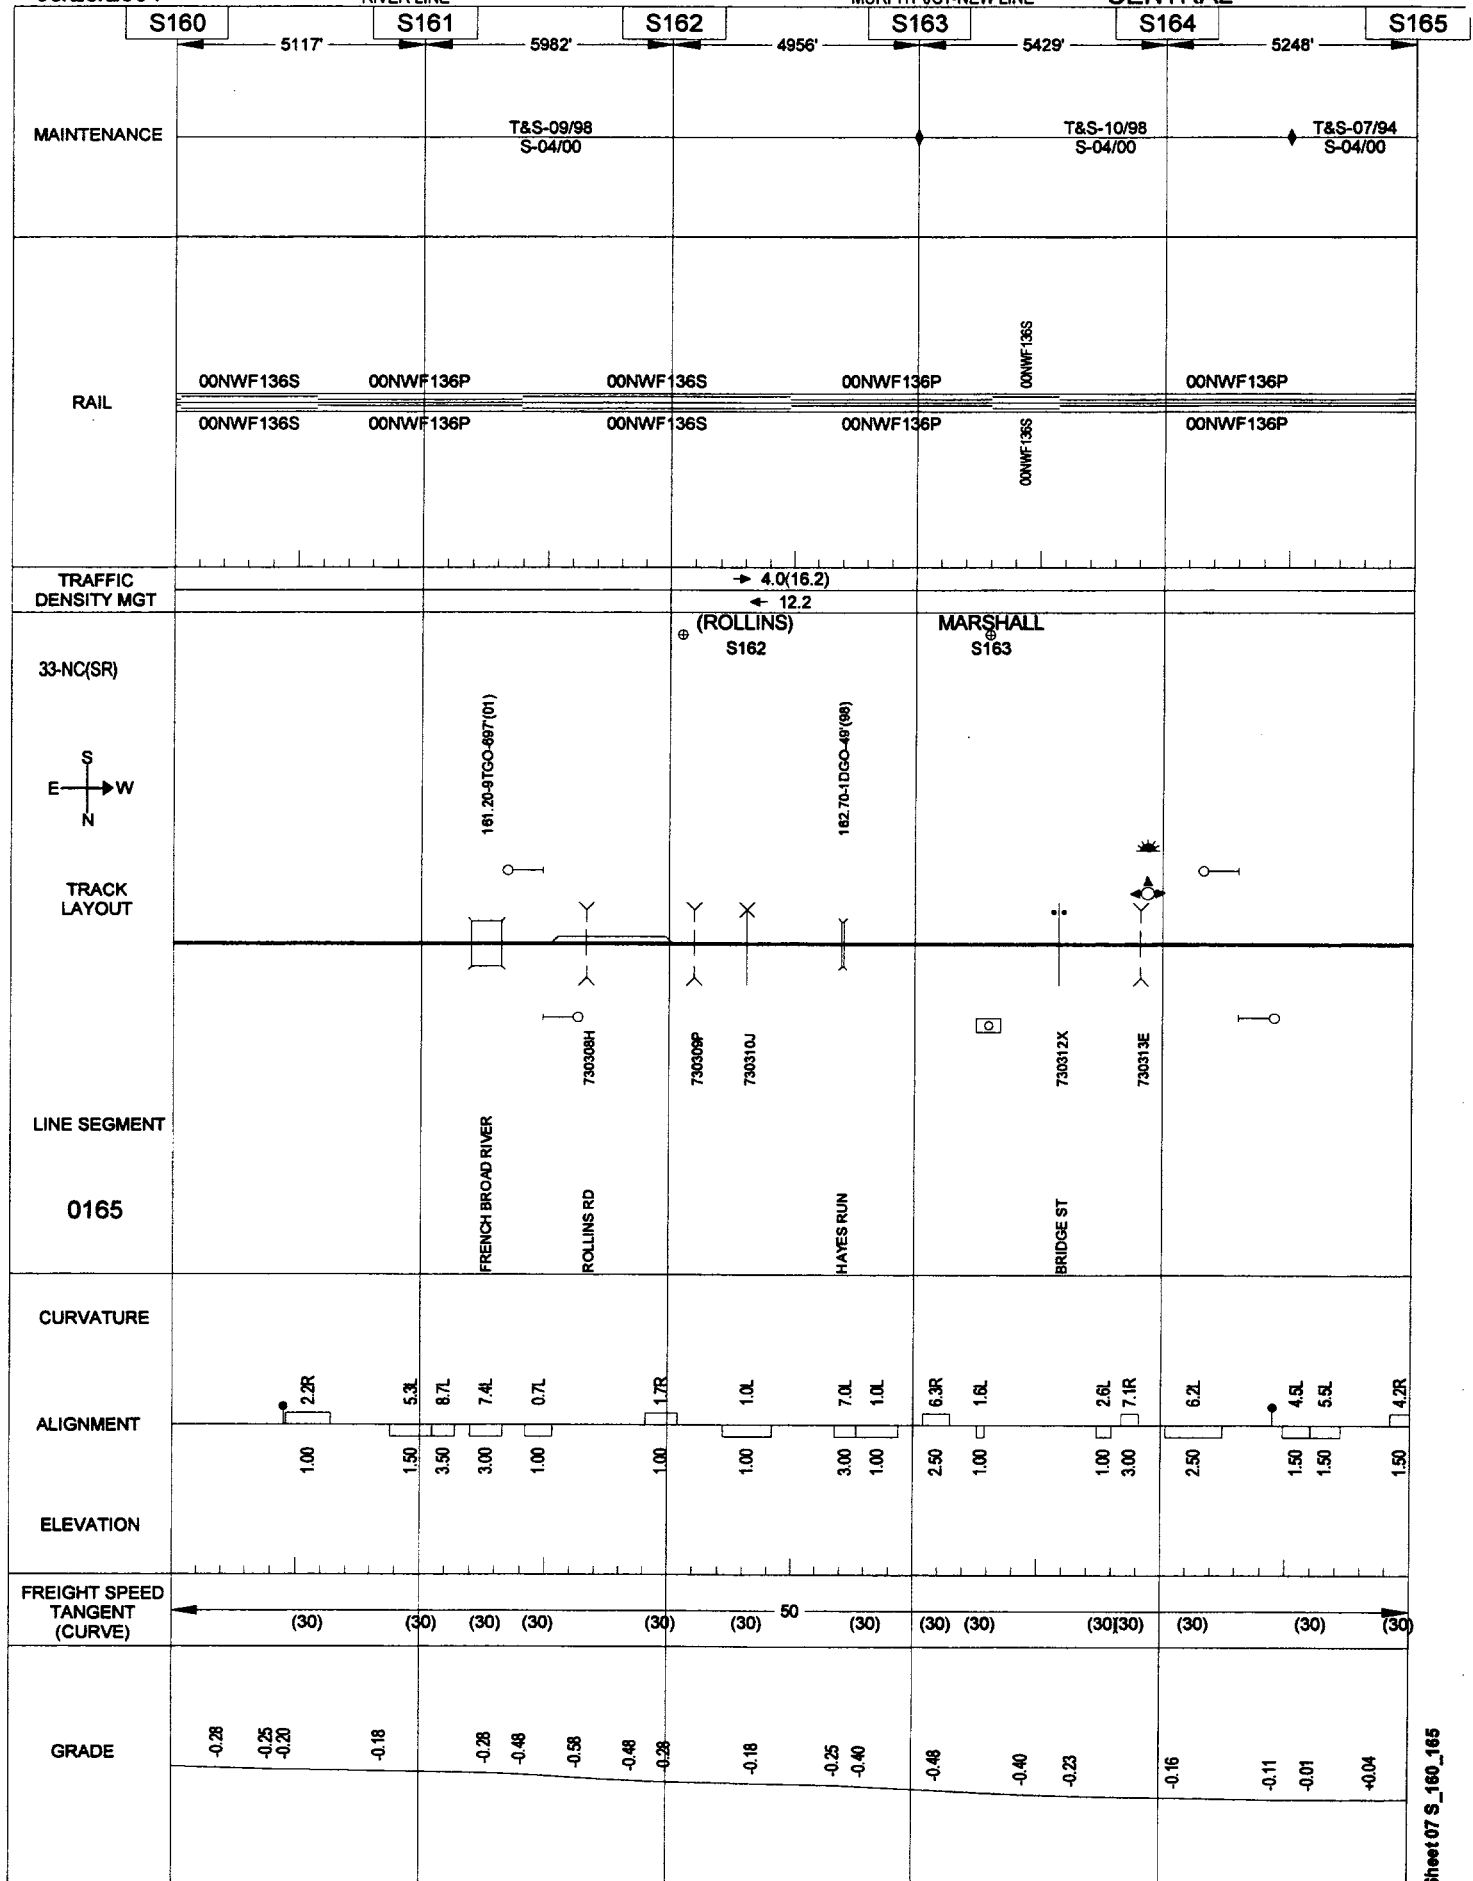 S160 S161 S162 S163 S164 S165
5117' 5982' 4956' 5429' 5248'
MAINTENANCE
T&S-09/98 T&S-10/98 T&S-07/94
S-04/00 S-04/00 S-04/00
00NWF136S
00NWF136S 00NWF136P 00NWF136S 00NWF136P 00NWF136P
RAIL
00NWF136S 00NWF136P 00NWF136S 00NWF136P 00NWF136P
00NWF136S
TRAFFIC
DENSITY MGT
4.0(16.2)
12.2
(ROLLINS) MARSHALL
S162 S163
33-NC(SR)
161.20-9TGO-697'(01) 162.70-1DGO-49'(98)
S
E W
N
TRACK
LAYOUT
730308H 730309P 730310J 730312X 730313E
LINE SEGMENT
0165
FRENCH BROAD RIVER ROLLINS RD HAYES RUN BRIDGE ST
CURVATURE
2.2R 5.3L 8.7L 7.4L 0.7L 1.7R 1.0L 7.0L 1.0L 6.3R 1.6L 2.6L 7.1R 6.2L 4.5L 5.5L 4.2R
ALIGNMENT
1.00 1.50 3.50 3.00 1.00 1.00 1.00 3.00 1.00 2.50 1.00 1.00 3.00 2.50 1.50 1.50 1.50
ELEVATION
FREIGHT SPEED
TANGENT
(CURVE)
50
(30) (30) (30) (30) (30) (30) (30) (30) (30) (30) (30) (30) (30) (30)
GRADE
-0.28 -0.25 -0.20 -0.18 -0.28 -0.48 -0.58 -0.48 -0.28 -0.18 -0.25 -0.40 -0.48 -0.40 -0.23 -0.16 -0.11 -0.01 +0.04
Sheet 07 S_160_165